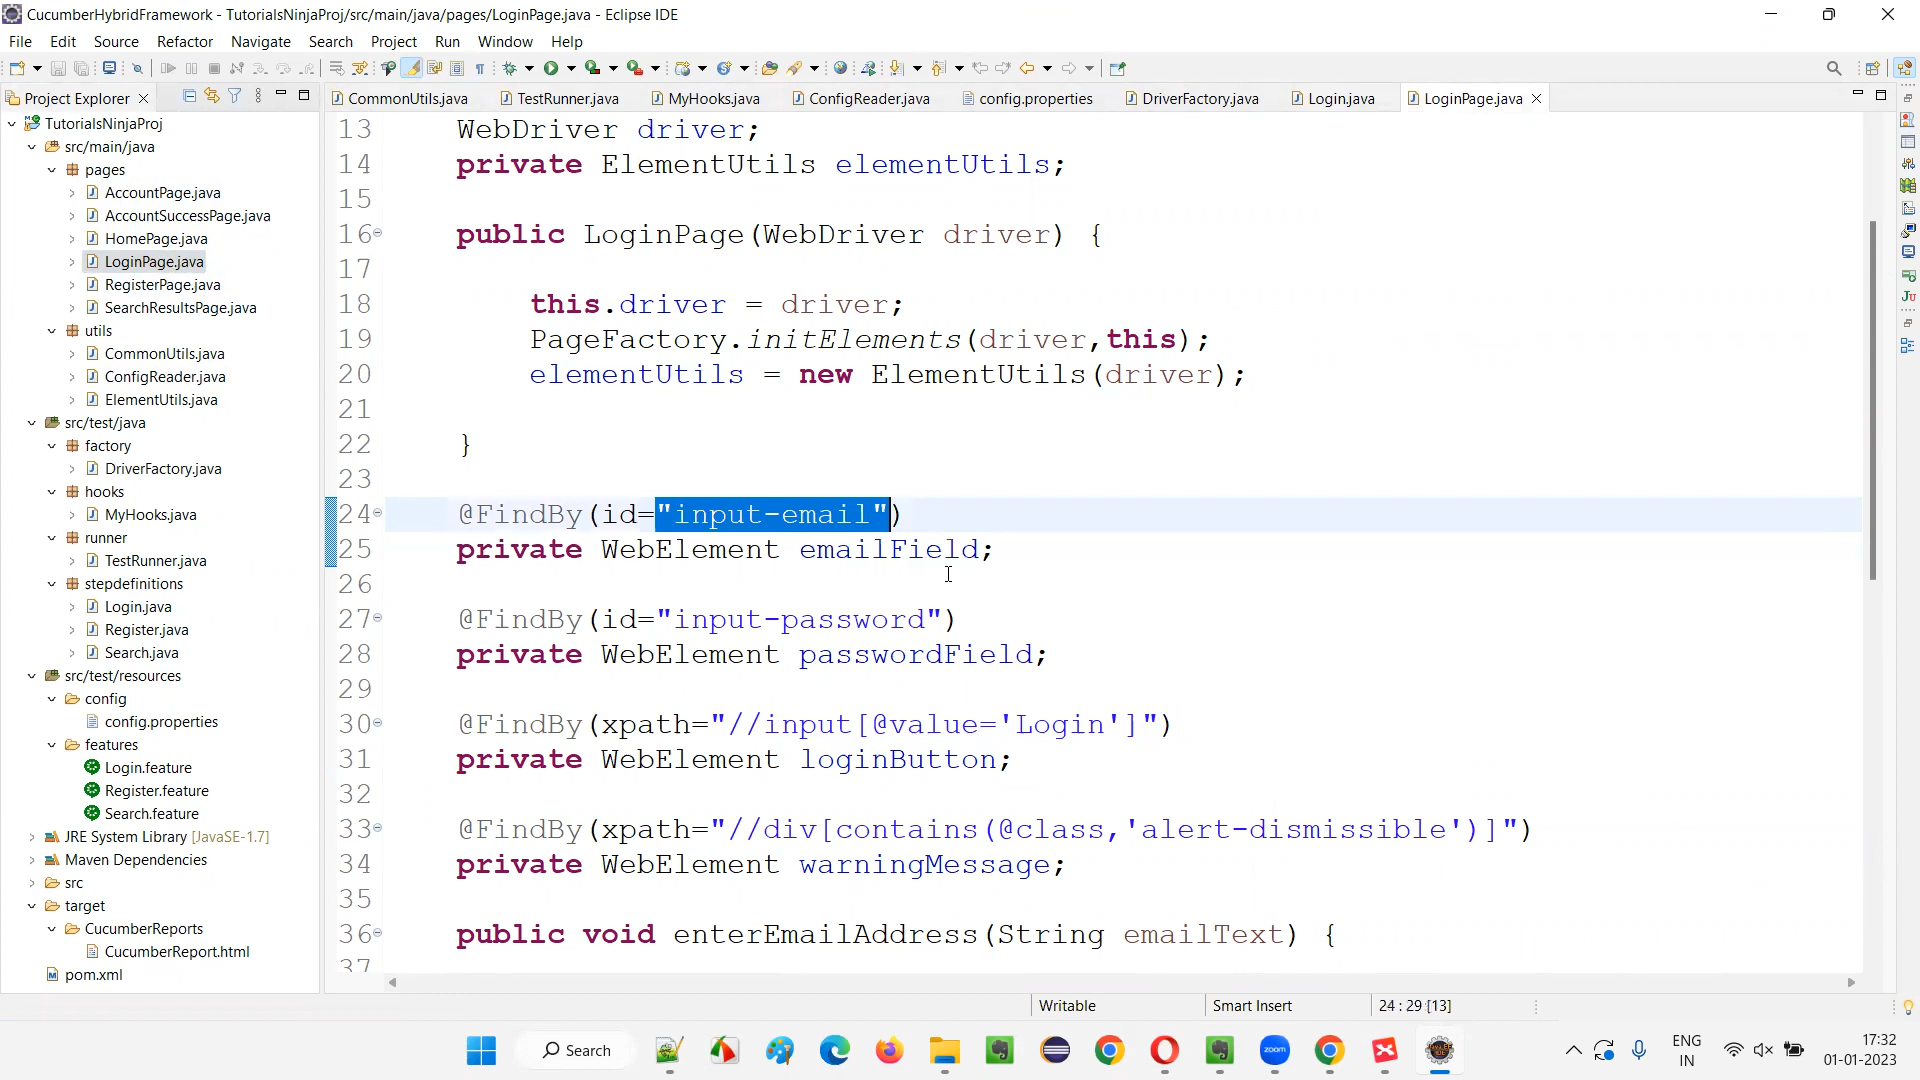 CucumberHybridFramework - TutorialsNinjaProj/src/main/java/pages/LoginPage.java - Eclipse IDE
File Edit Source Refactor Navigate Search Project Run Window Help
Project Explorer
CommonUtils.java TestRunner.java MyHooks.java ConfigReader.java config.properties DriverFactory.java Login.java LoginPage.java
TutorialsNinjaProj
src/main/java
pages
AccountPage.java
AccountSuccessPage.java
HomePage.java
LoginPage.java
RegisterPage.java
SearchResultsPage.java
utils
CommonUtils.java
ConfigReader.java
ElementUtils.java
src/test/java
factory
DriverFactory.java
hooks
MyHooks.java
runner
TestRunner.java
stepdefinitions
Login.java
Register.java
Search.java
src/test/resources
config
config.properties
features
Login.feature
Register.feature
Search.feature
JRE System Library [JavaSE-1.7]
Maven Dependencies
src
target
CucumberReports
CucumberReport.html
pom.xml
13 WebDriver driver;
14 private ElementUtils elementUtils;
15
16 public LoginPage(WebDriver driver) {
17
18 this.driver = driver;
19 PageFactory.initElements(driver,this);
20 elementUtils = new ElementUtils(driver);
21
22 }
23
24 @FindBy(id="input-email")
25 private WebElement emailField;
26
27 @FindBy(id="input-password")
28 private WebElement passwordField;
29
30 @FindBy(xpath="//input[@value='Login']")
31 private WebElement loginButton;
32
33 @FindBy(xpath="//div[contains(@class,'alert-dismissible')]")
34 private WebElement warningMessage;
35
36 public void enterEmailAddress(String emailText) {
37
Writable Smart Insert 24 : 29 [13]
Search
zoom
ENG
IN
17:32
01-01-2023